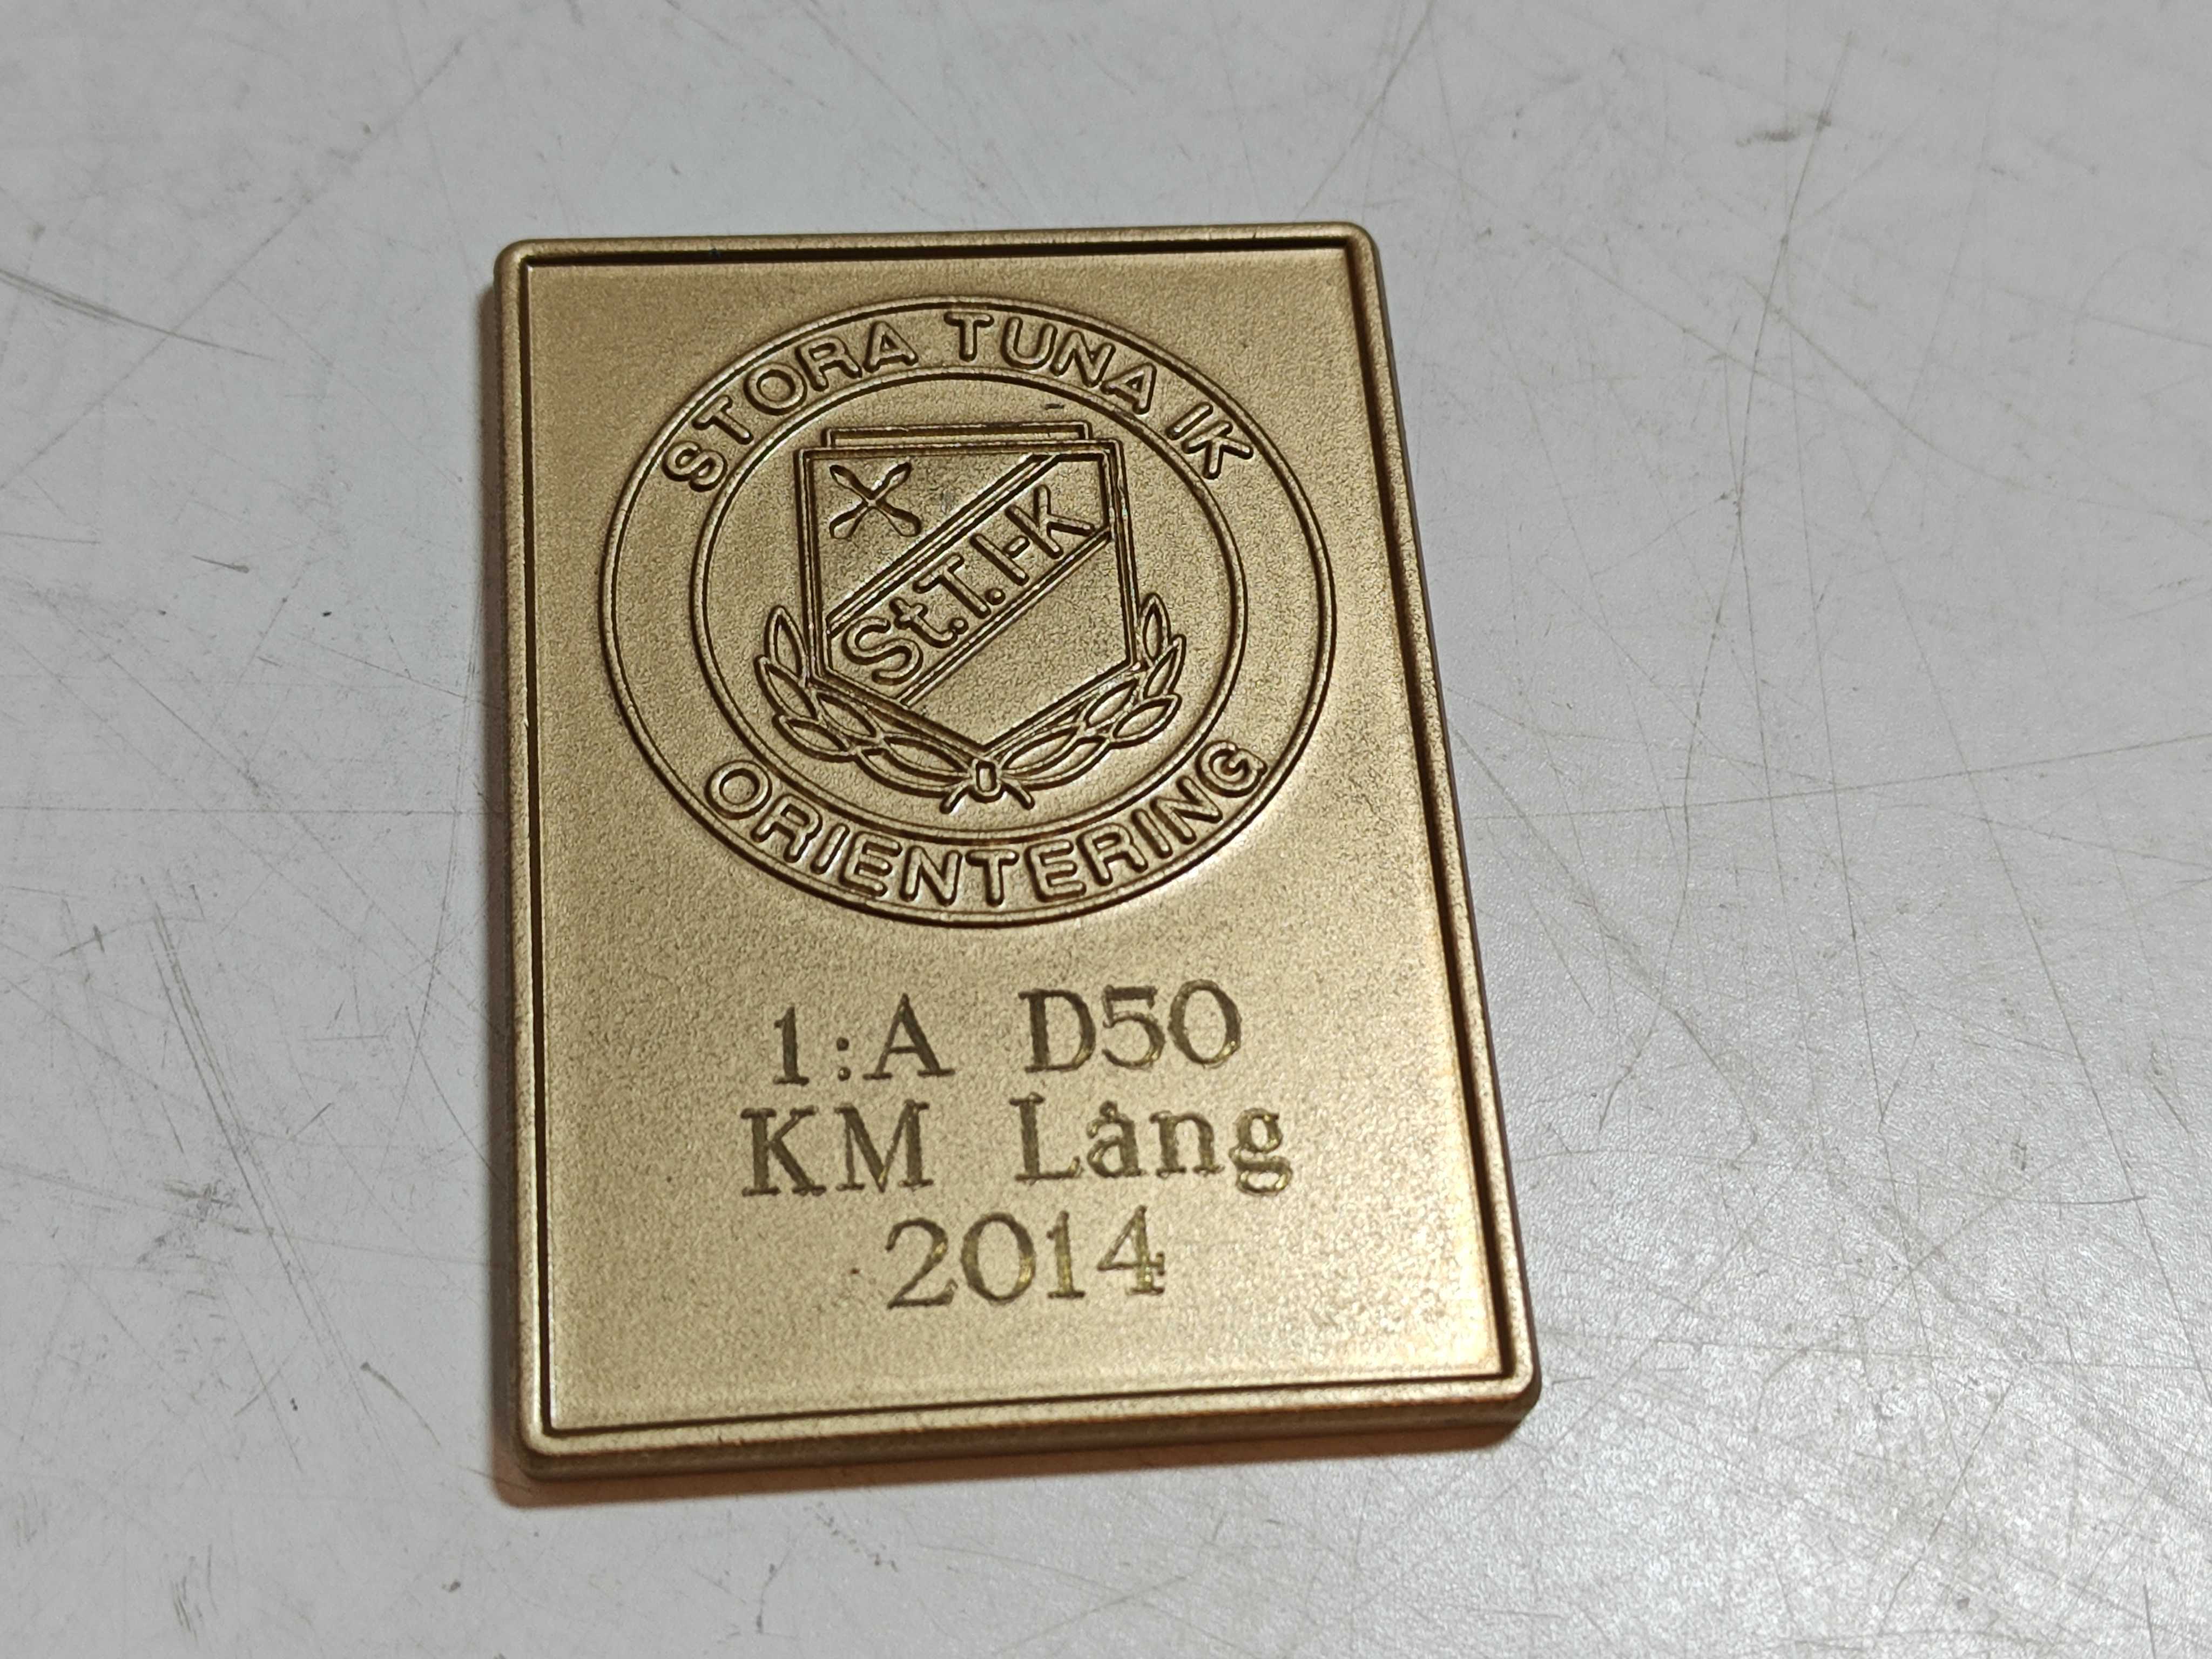 STORA TUNA IK
St.T.I-K
ORIENTERING
1:A D50
KM Lång
2014